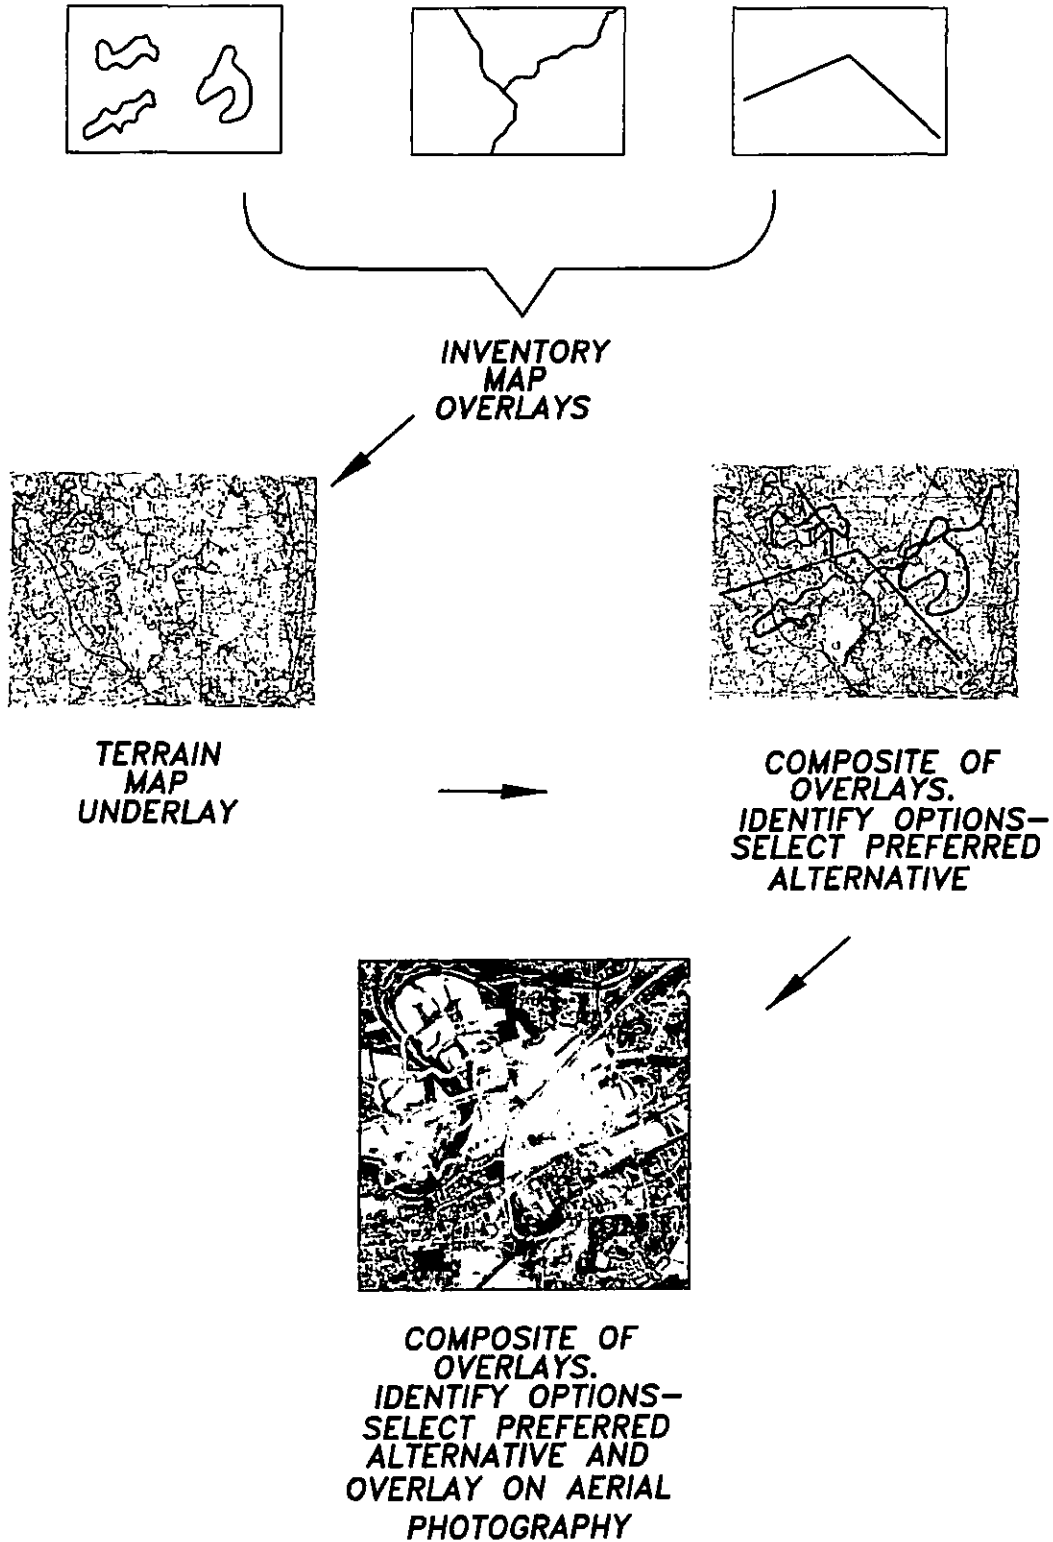 INVENTORY
MAP
OVERLAYS
TERRAIN
MAP
UNDERLAY
COMPOSITE OF
OVERLAYS.
IDENTIFY OPTIONS-
SELECT PREFERRED
ALTERNATIVE
COMPOSITE OF
OVERLAYS.
IDENTIFY OPTIONS-
SELECT PREFERRED
ALTERNATIVE AND
OVERLAY ON AERIAL
PHOTOGRAPHY